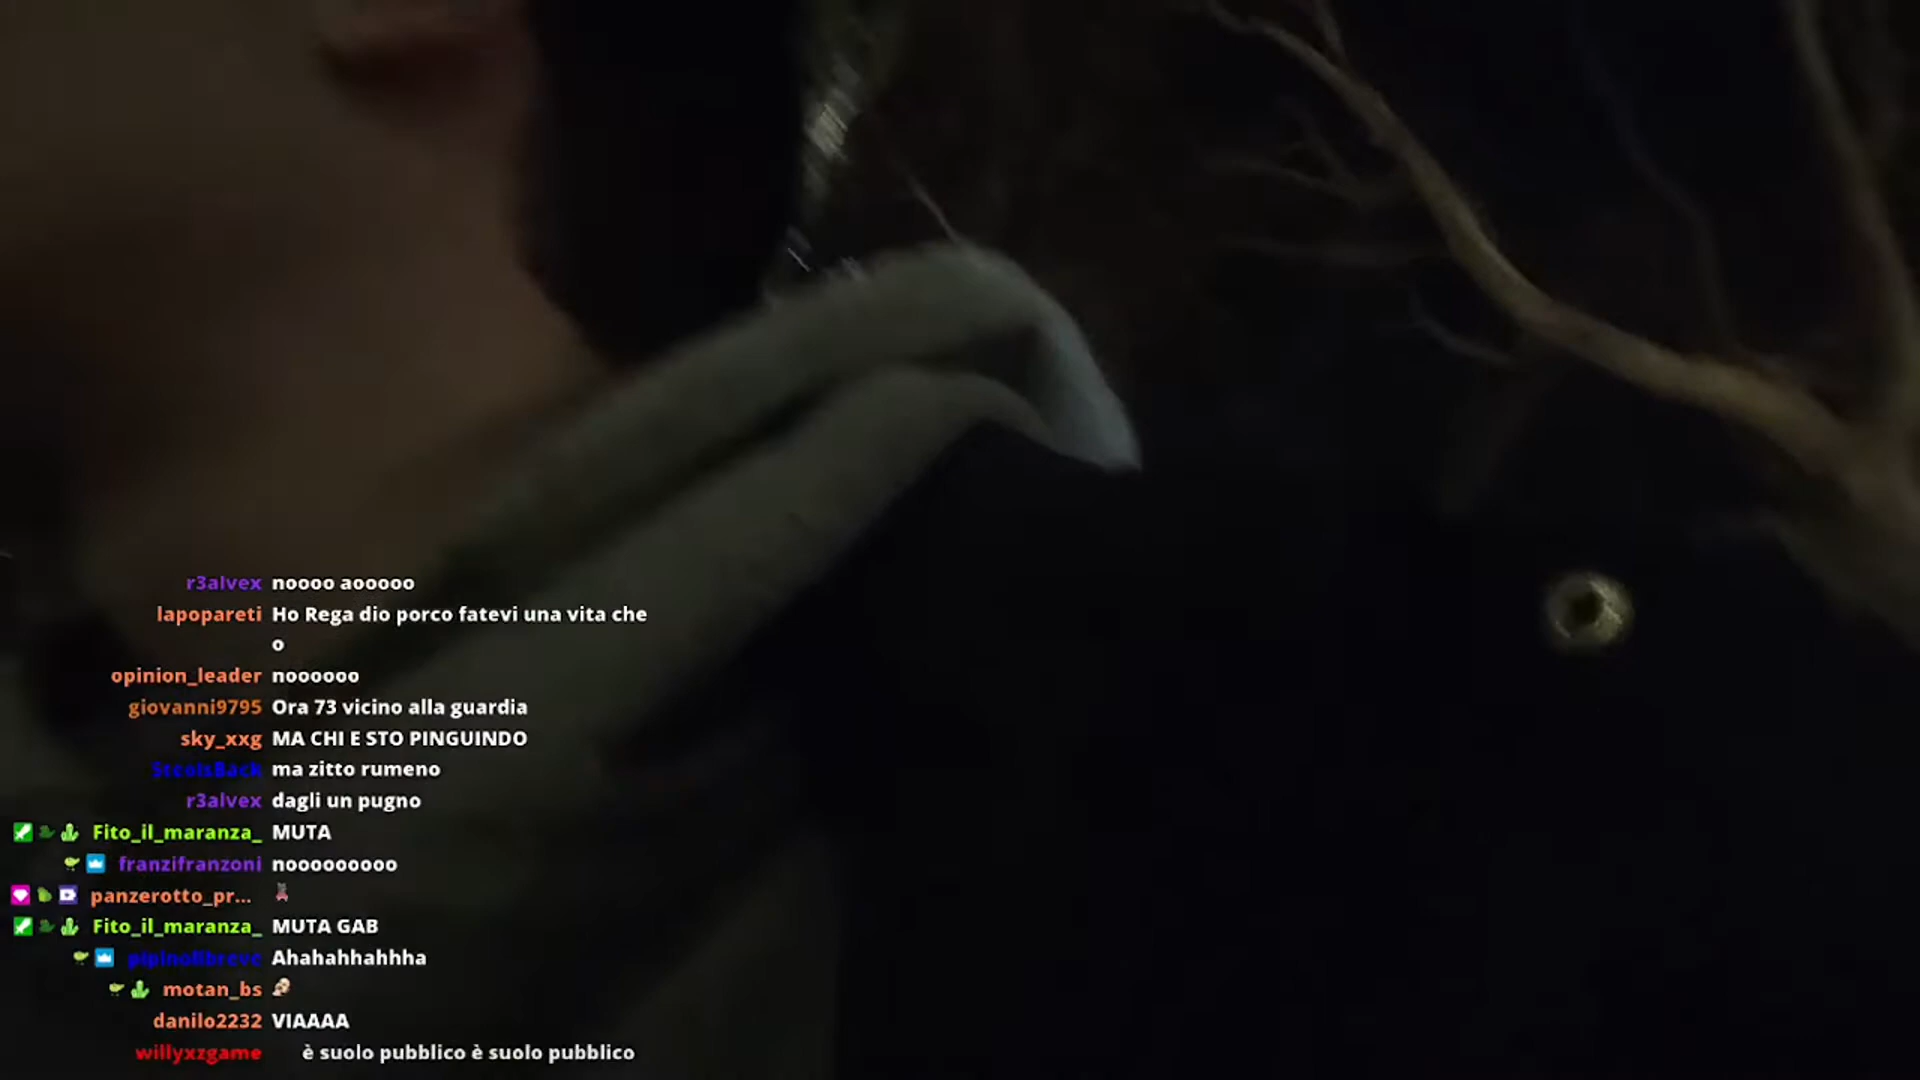 r3alvex noooo aooooo
lapopareti Ho Rega dio porco fatevi una vita che
o
opinion_leader noooooo
giovanni9795 Ora 73 vicino alla guardia
sky_xxg MA CHI E STO PINGUINDO
SreoIsBack ma zitto rumeno
r3alvex dagli un pugno
Fito_il_maranza_ MUTA
franzifranzoni nooooooooo
panzerotto_pr...
Fito_il_maranza_ MUTA GAB
pipinoilbreve Ahahahhahhha
motan_bs
danilo2232 VIAAAA
willyxzgame è suolo pubblico è suolo pubblico